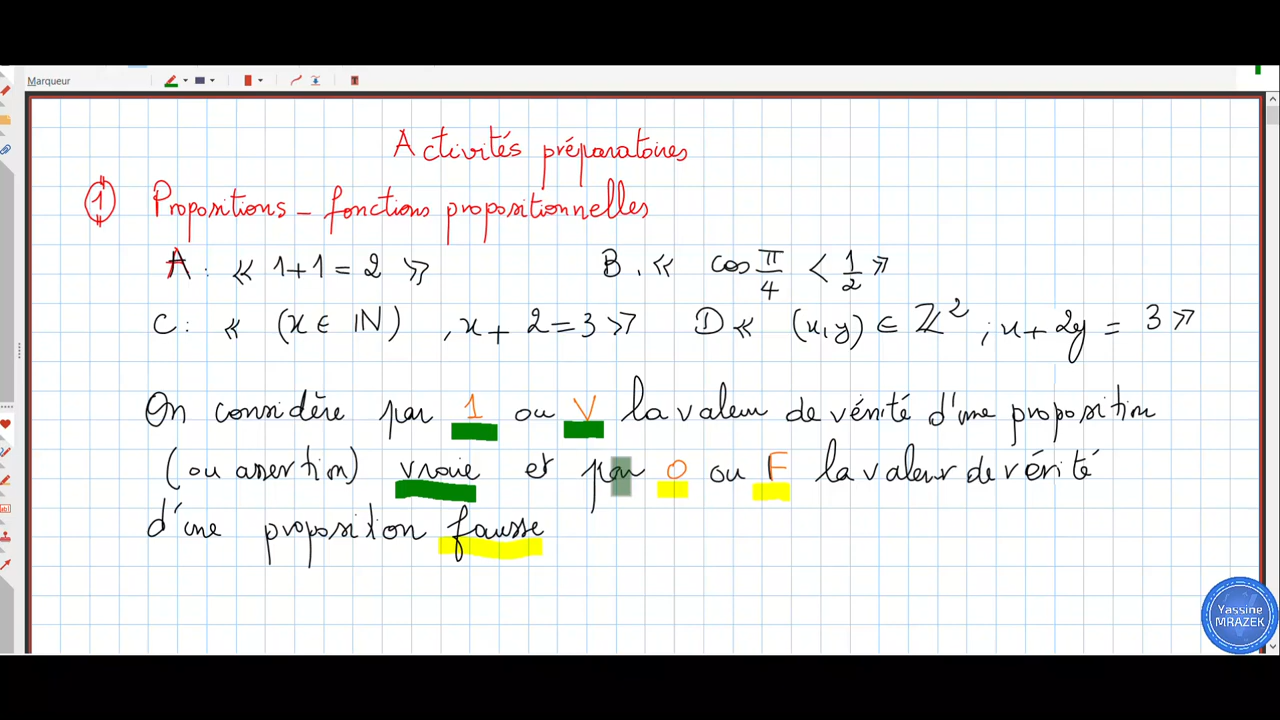 Marqueur
Activités préparatoires
1 Propositions - fonctions propositionnelles
A : « 1+1 = 2 » B : « cos π/4 < 1/2 »
C : « (x ∈ ℕ) , x + 2 = 3 » D « (x,y) ∈ ℤ² ; x + 2y = 3 »
On considère par 1 ou V la valeur de vérité d'une proposition
(ou assertion) vraie et par 0 ou F la valeur de vérité
d'une proposition fausse
Yassine
MRAZEK